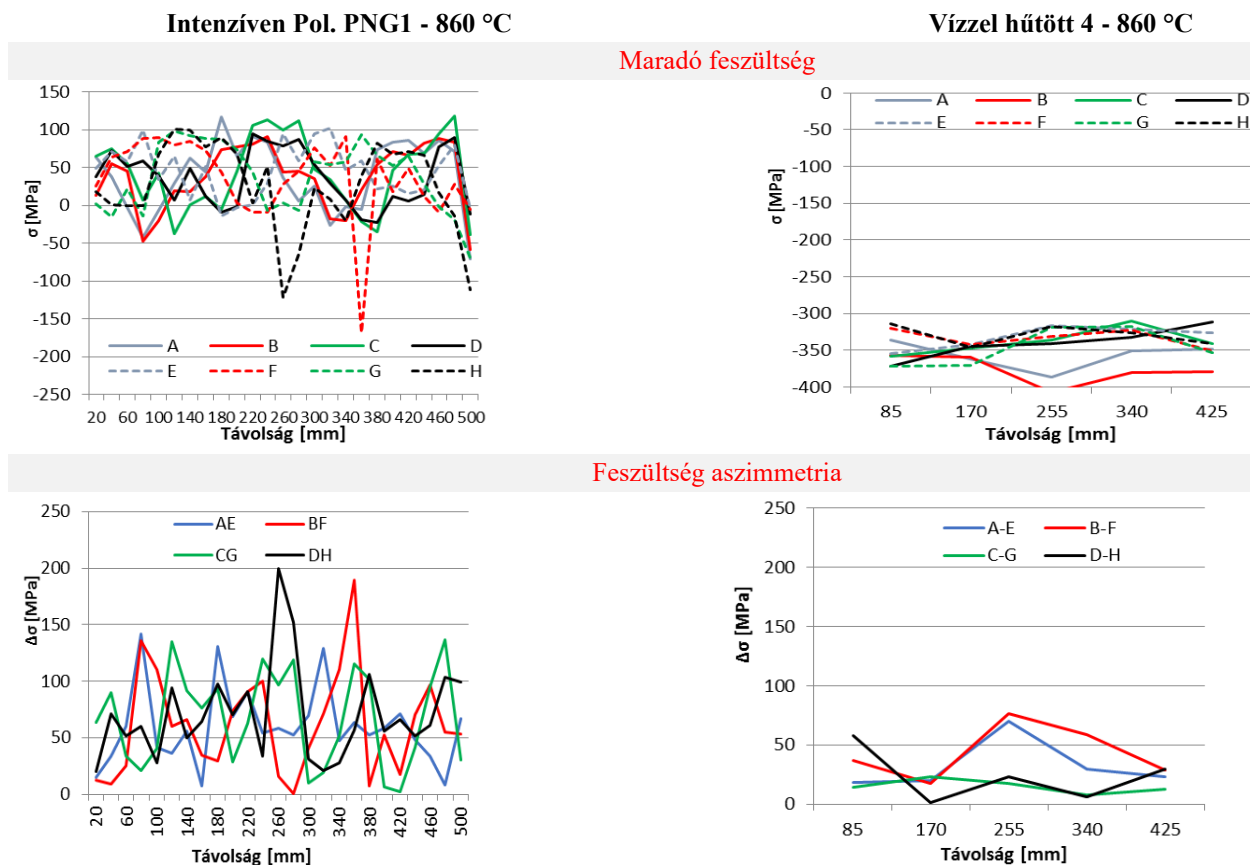 Intenzíven Pol. PNG1 - 860 °C
Vízzel hűtött 4 - 860 °C
Maradó feszültség
σ [MPa]
150
100
50
0
-50
-100
-150
-200
-250
A B C D
E F G H
20 60 100 140 180 220 260 300 340 380 420 460 500
Távolság [mm]
σ [MPa]
0
-50
-100
-150
-200
-250
-300
-350
-400
A B C D
E F G H
85 170 255 340 425
Távolság [mm]
Feszültség aszimmetria
Δσ [MPa]
250
200
150
100
50
0
AE BF
CG DH
20 60 100 140 180 220 260 300 340 380 420 460 500
Távolság [mm]
Δσ [MPa]
250
200
150
100
50
0
A-E B-F
C-G D-H
85 170 255 340 425
Távolság [mm]